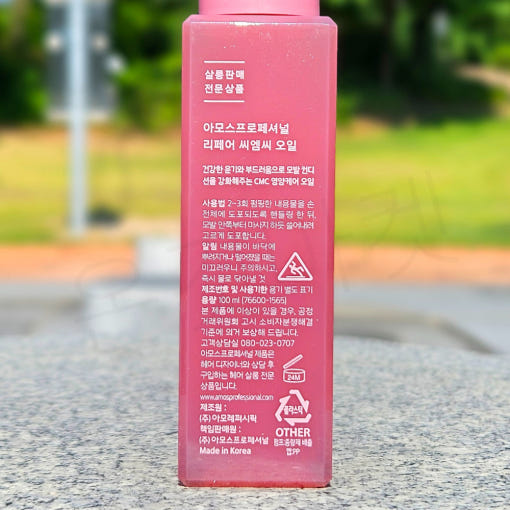 살롱판매
전문상품
아모스프로페셔널
리페어 씨엠씨 오일
건강한 윤기와 부드러움으로 모발 컨디
션을 강화해주는 CMC 영양케어 오일
사용법 2~3회 펌핑한 내용물을 손
전체에 도포되도록 핸들링 한 뒤,
모발 안쪽부터 마사지 하듯 쓸어내려
고르게 도포합니다.
알림 내용물이 바닥에
뿌려지거나 떨어졌을 때는
미끄러우니 주의하시고,
즉시 물로 닦아낼 것
제조번호 및 사용기한 용기 별도 표기
용량 100 ml (76600-1565)
본 제품에 이상이 있을 경우, 공정
거래위원회 고시 소비자분쟁해결
기준에 의거 보상해 드립니다.
고객상담실 080-023-0707
아모스프로페셔널 제품은
헤어 디자이너와 상담 후
구입하는 헤어 살롱 전문
상품입니다.
24M
www.amosprofessional.com
제조원 :
(주) 아모레퍼시픽
책임판매원 :
(주) 아모스프로페셔널
Made in Korea
플라스틱
OTHER
펌프:종량제 배출
캡:PP